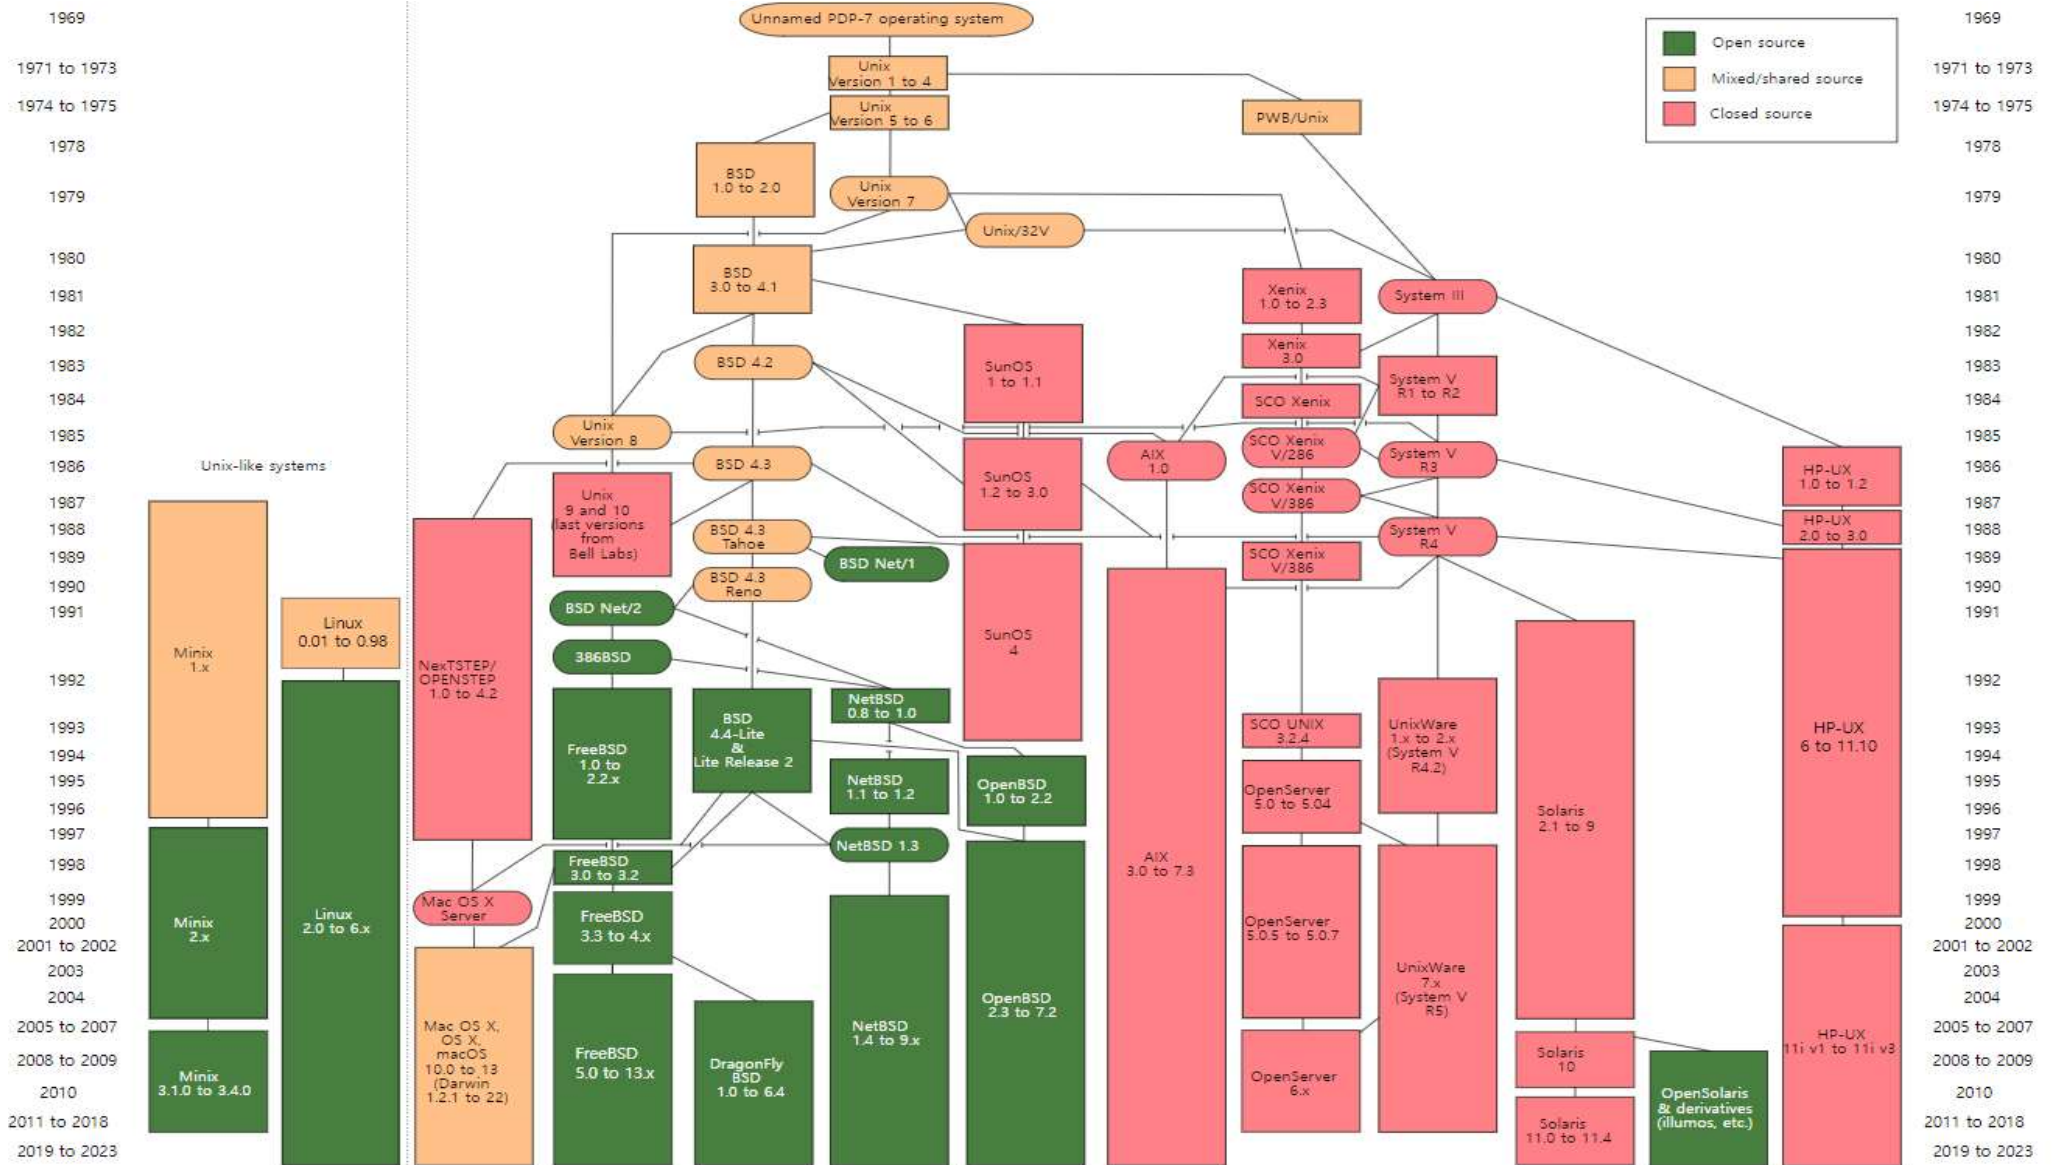 1969
1971 to 1973
1974 to 1975
1978
1979
1980
1981
1982
1983
1984
1985
1986
1987
1988
1989
1990
1991
1992
1993
1994
1995
1996
1997
1998
1999
2000
2001 to 2002
2003
2004
2005 to 2007
2008 to 2009
2010
2011 to 2018
2019 to 2023
Unix-like systems
Minix
1.x
Minix
2.x
Minix
3.1.0 to 3.4.0
Linux
0.01 to 0.98
Linux
2.0 to 6.x
NexTSTEP/
OPENSTEP
1.0 to 4.2
Mac OS X
Server
Mac OS X,
OS X,
macOS
10.0 to 13
(Darwin
1.2.1 to 22)
Unnamed PDP-7 operating system
Unix
Version 1 to 4
Unix
Version 5 to 6
PWB/Unix
BSD
1.0 to 2.0
Unix
Version 7
Unix/32V
BSD
3.0 to 4.1
BSD 4.2
Unix
Version 8
BSD 4.3
Unix
9 and 10
(last versions
from
Bell Labs)
BSD 4.3
Tahoe
BSD Net/1
BSD 4.3
Reno
BSD Net/2
386BSD
FreeBSD
1.0 to
2.2.x
FreeBSD
3.0 to 3.2
FreeBSD
3.3 to 4.x
FreeBSD
5.0 to 13.x
BSD
4.4-Lite
&
Lite Release 2
DragonFly
BSD
1.0 to 6.4
NetBSD
0.8 to 1.0
NetBSD
1.1 to 1.2
NetBSD 1.3
NetBSD
1.4 to 9.x
SunOS
1 to 1.1
SunOS
1.2 to 3.0
SunOS
4
OpenBSD
1.0 to 2.2
OpenBSD
2.3 to 7.2
AIX
1.0
AIX
3.0 to 7.3
Xenix
1.0 to 2.3
Xenix
3.0
SCO Xenix
SCO Xenix
V/286
SCO Xenix
V/386
SCO Xenix
V/386
SCO UNIX
3.2.4
OpenServer
5.0 to 5.04
OpenServer
5.0.5 to 5.0.7
OpenServer
6.x
System III
System V
R1 to R2
System V
R3
System V
R4
UnixWare
1.x to 2.x
(System V
R4.2)
UnixWare
7.x
(System V
R5)
Solaris
2.1 to 9
Solaris
10
Solaris
11.0 to 11.4
OpenSolaris
& derivatives
(illumos, etc.)
HP-UX
1.0 to 1.2
HP-UX
2.0 to 3.0
HP-UX
6 to 11.10
HP-UX
11i v1 to 11i v3
Open source
Mixed/shared source
Closed source
1969
1971 to 1973
1974 to 1975
1978
1979
1980
1981
1982
1983
1984
1985
1986
1987
1988
1989
1990
1991
1992
1993
1994
1995
1996
1997
1998
1999
2000
2001 to 2002
2003
2004
2005 to 2007
2008 to 2009
2010
2011 to 2018
2019 to 2023